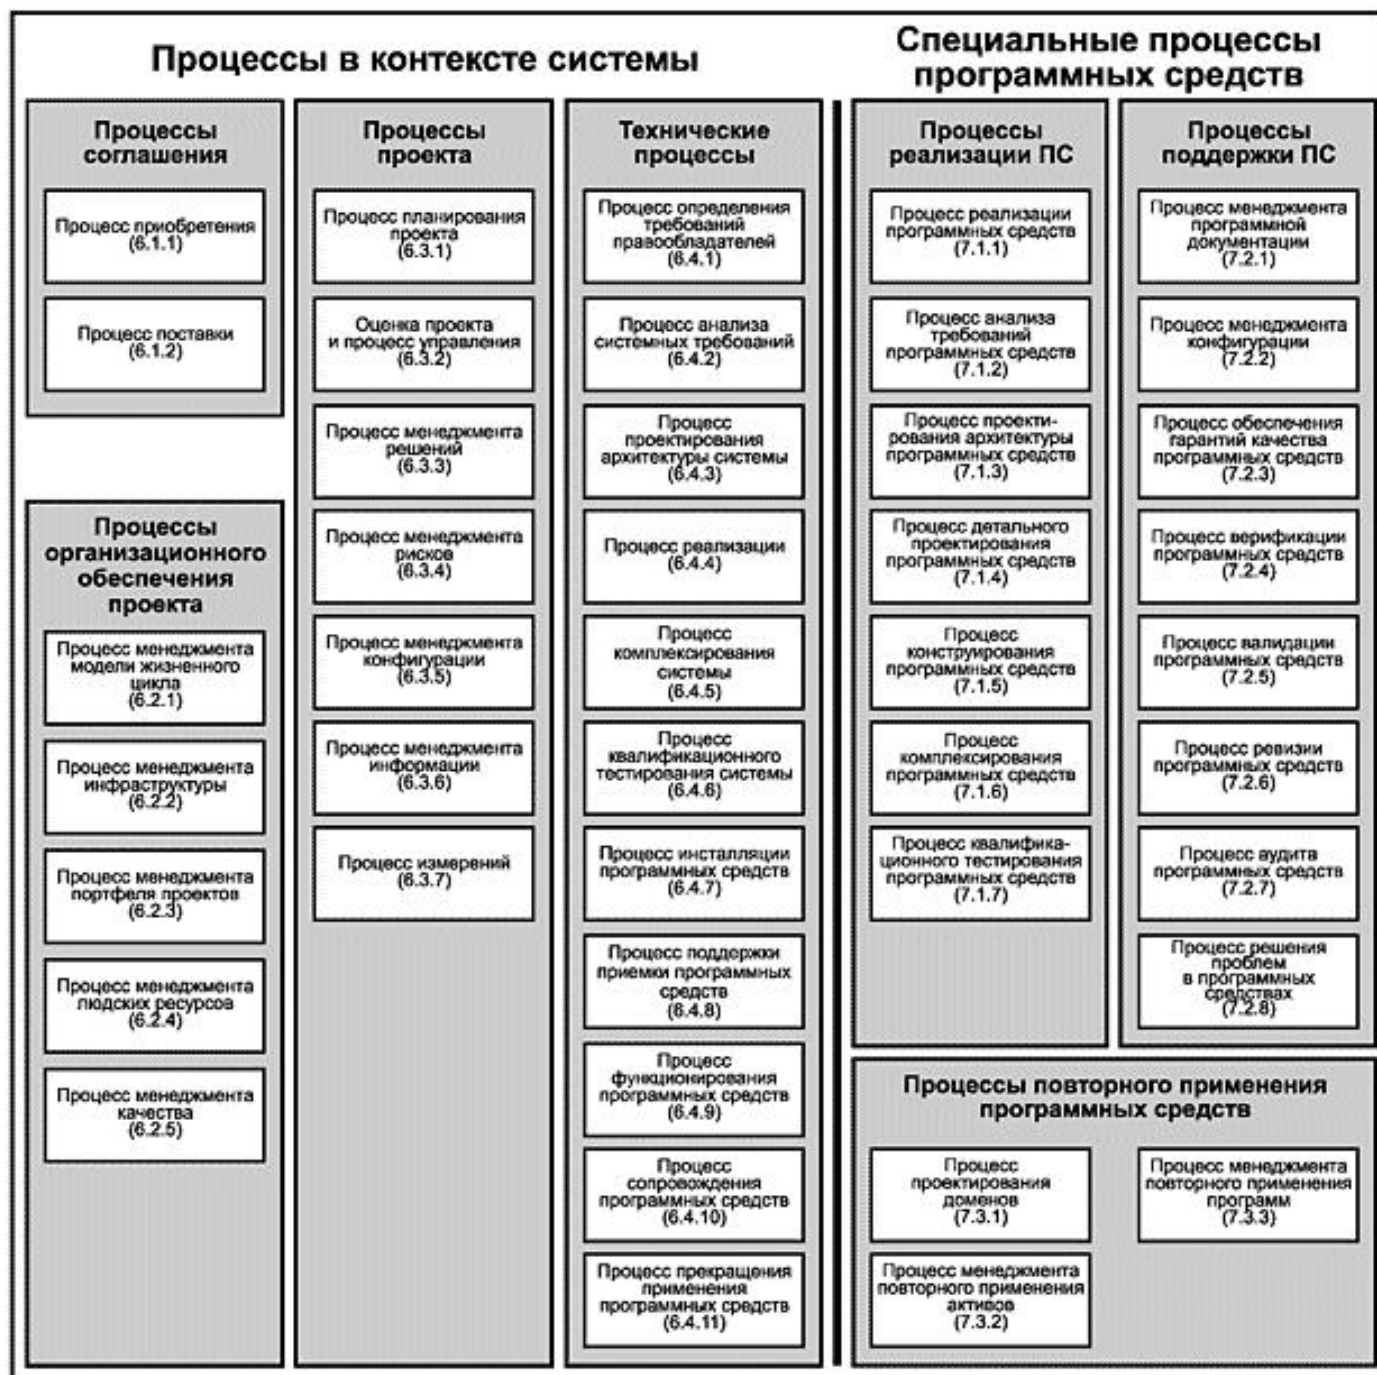 Процессы в контексте системы
Специальные процессы
программных средств
Процессы
соглашения
Процесс приобретения
(6.1.1)
Процесс поставки
(6.1.2)
Процессы
организационного
обеспечения
проекта
Процесс менеджмента
модели жизненного
цикла
(6.2.1)
Процесс менеджмента
инфраструктуры
(6.2.2)
Процесс менеджмента
портфеля проектов
(6.2.3)
Процесс менеджмента
людских ресурсов
(6.2.4)
Процесс менеджмента
качества
(6.2.5)
Процессы
проекта
Процесс планирования
проекта
(6.3.1)
Оценка проекта
и процесс управления
(6.3.2)
Процесс менеджмента
решений
(6.3.3)
Процесс менеджмента
рисков
(6.3.4)
Процесс менеджмента
конфигурации
(6.3.5)
Процесс менеджмента
информации
(6.3.6)
Процесс измерений
(6.3.7)
Технические
процессы
Процесс определения
требований
правообладателей
(6.4.1)
Процесс анализа
системных требований
(6.4.2)
Процесс
проектирования
архитектуры системы
(6.4.3)
Процесс реализации
(6.4.4)
Процесс
комплексирования
системы
(6.4.5)
Процесс
квалификационного
тестирования системы
(6.4.6)
Процесс инсталляции
программных средств
(6.4.7)
Процесс поддержки
приемки программных
средств
(6.4.8)
Процесс
функционирования
программных средств
(6.4.9)
Процесс
сопровождения
программных средств
(6.4.10)
Процесс прекращения
применения
программных средств
(6.4.11)
Процессы
реализации ПС
Процесс реализации
программных средств
(7.1.1)
Процесс анализа
требований
программных средств
(7.1.2)
Процесс проекти-
рования архитектуры
программных средств
(7.1.3)
Процесс детального
проектирования
программных средств
(7.1.4)
Процесс
конструирования
программных средств
(7.1.5)
Процесс
комплексирования
программных средств
(7.1.6)
Процесс квалифика-
ционного тестирования
программных средств
(7.1.7)
Процессы
поддержки ПС
Процесс менеджмента
программной
документации
(7.2.1)
Процесс менеджмента
конфигурации
(7.2.2)
Процесс обеспечения
гарантий качества
программных средств
(7.2.3)
Процесс верификации
программных средств
(7.2.4)
Процесс валидации
программных средств
(7.2.5)
Процесс ревизии
программных средств
(7.2.6)
Процесс аудита
программных средств
(7.2.7)
Процесс решения
проблем
в программных
средствах
(7.2.8)
Процессы повторного применения
программных средств
Процесс
проектирования
доменов
(7.3.1)
Процесс менеджмента
повторного применения
активов
(7.3.2)
Процесс менеджмента
повторного применения
программ
(7.3.3)